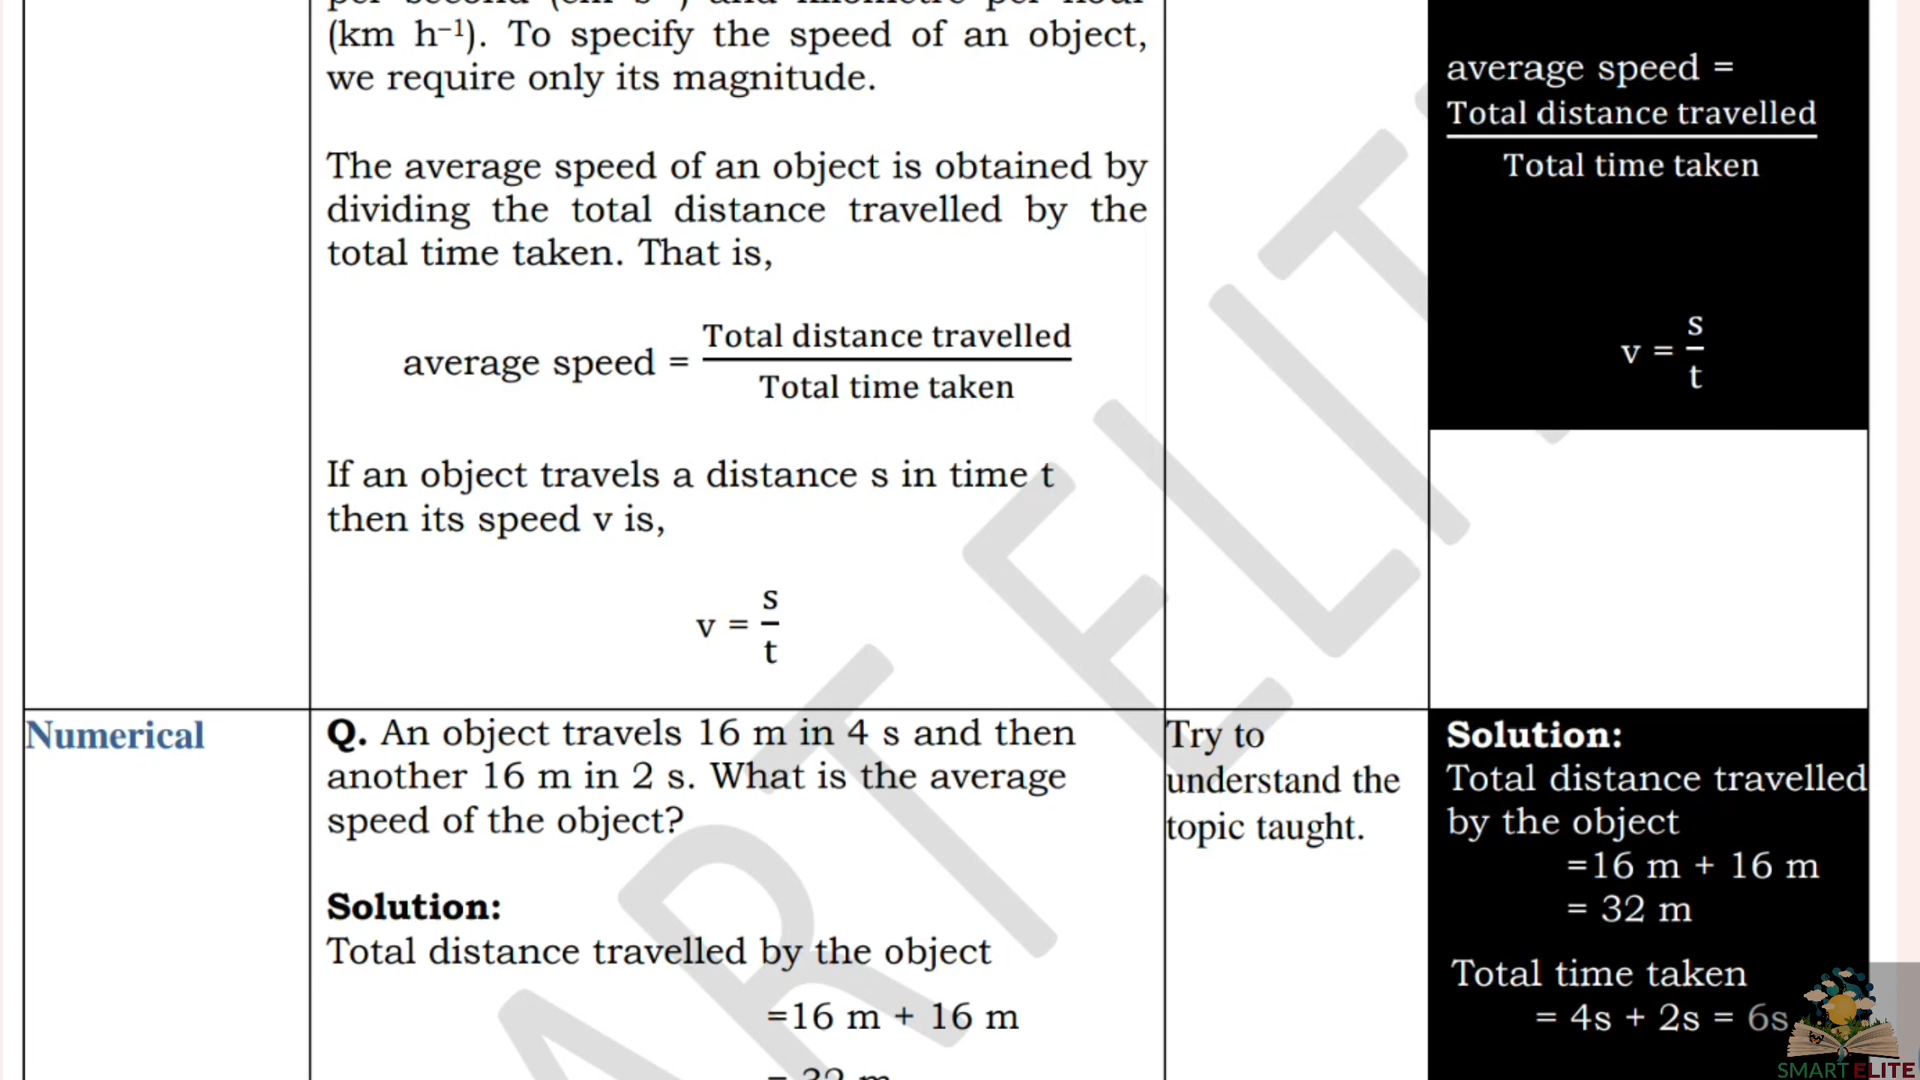 (km h⁻¹). To specify the speed of an object,
we require only its magnitude.
The average speed of an object is obtained by
dividing the total distance travelled by the
total time taken. That is,
average speed = Total distance travelled
Total time taken
If an object travels a distance s in time t
then its speed v is,
v = s
t
average speed =
Total distance travelled
Total time taken
v = s
t
Numerical
Q. An object travels 16 m in 4 s and then
another 16 m in 2 s. What is the average
speed of the object?
Solution:
Total distance travelled by the object
=16 m + 16 m
= 32 m
Try to
understand the
topic taught.
Solution:
Total distance travelled
by the object
=16 m + 16 m
= 32 m
Total time taken
= 4s + 2s = 6s
SMART ELITE